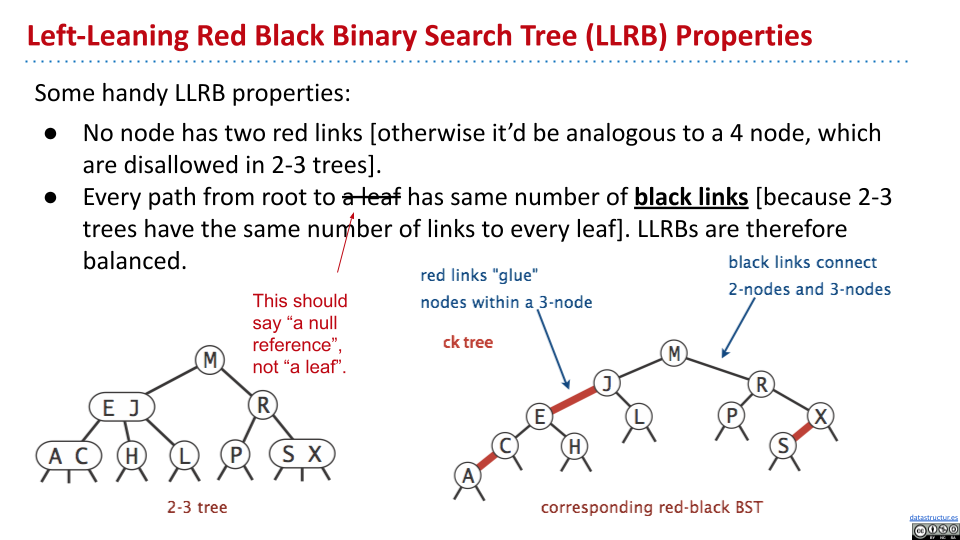 Left-Leaning Red Black Binary Search Tree (LLRB) Properties
Some handy LLRB properties:
● No node has two red links [otherwise it’d be analogous to a 4 node, which
are disallowed in 2-3 trees].
● Every path from root to a leaf has same number of black links [because 2-3
trees have the same number of links to every leaf]. LLRBs are therefore
balanced.
This should
say “a null
reference”,
not “a leaf”.
M
E J
R
A C
H
L
P
S X
2-3 tree
red links "glue"
nodes within a 3-node
black links connect
2-nodes and 3-nodes
ck tree
M
J
R
E
L
P
X
C
H
S
A
corresponding red-black BST
datastructur.es
CC
BY NC SA